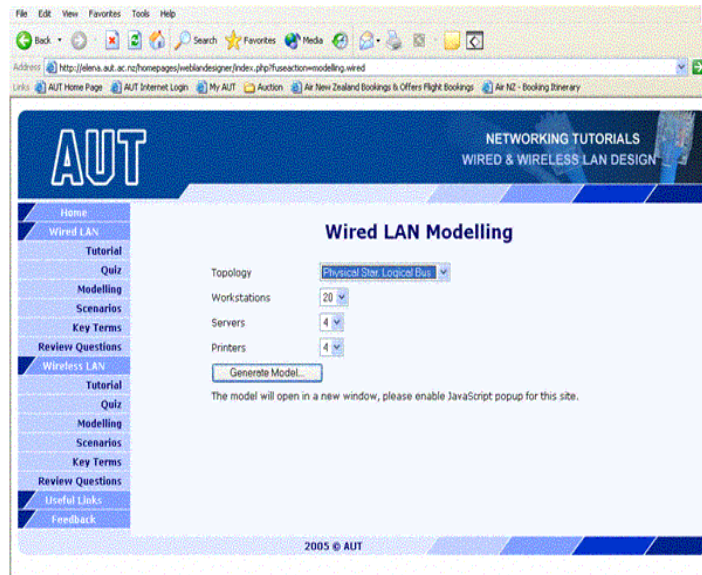 File Edit View Favorites Tools Help
Back Search Favorites Media
Address http://elena.aut.ac.nz/homepages/weblandesigner/index.php?fuseaction=modelling.wired
Links AUT Home Page AUT Internet Login My AUT Auction Air New Zealand Bookings & Offers Flight Bookings Air NZ - Booking Itinerary
AUT
NETWORKING TUTORIALS
WIRED & WIRELESS LAN DESIGN
Home
Wired LAN
Tutorial
Quiz
Modelling
Scenarios
Key Terms
Review Questions
Wireless LAN
Tutorial
Quiz
Modelling
Scenarios
Key Terms
Review Questions
Useful Links
Feedback
Wired LAN Modelling
Topology Physical Star, Logical Bus
Workstations 20
Servers 4
Printers 4
Generate Model...
The model will open in a new window, please enable JavaScript popup for this site.
2005 © AUT